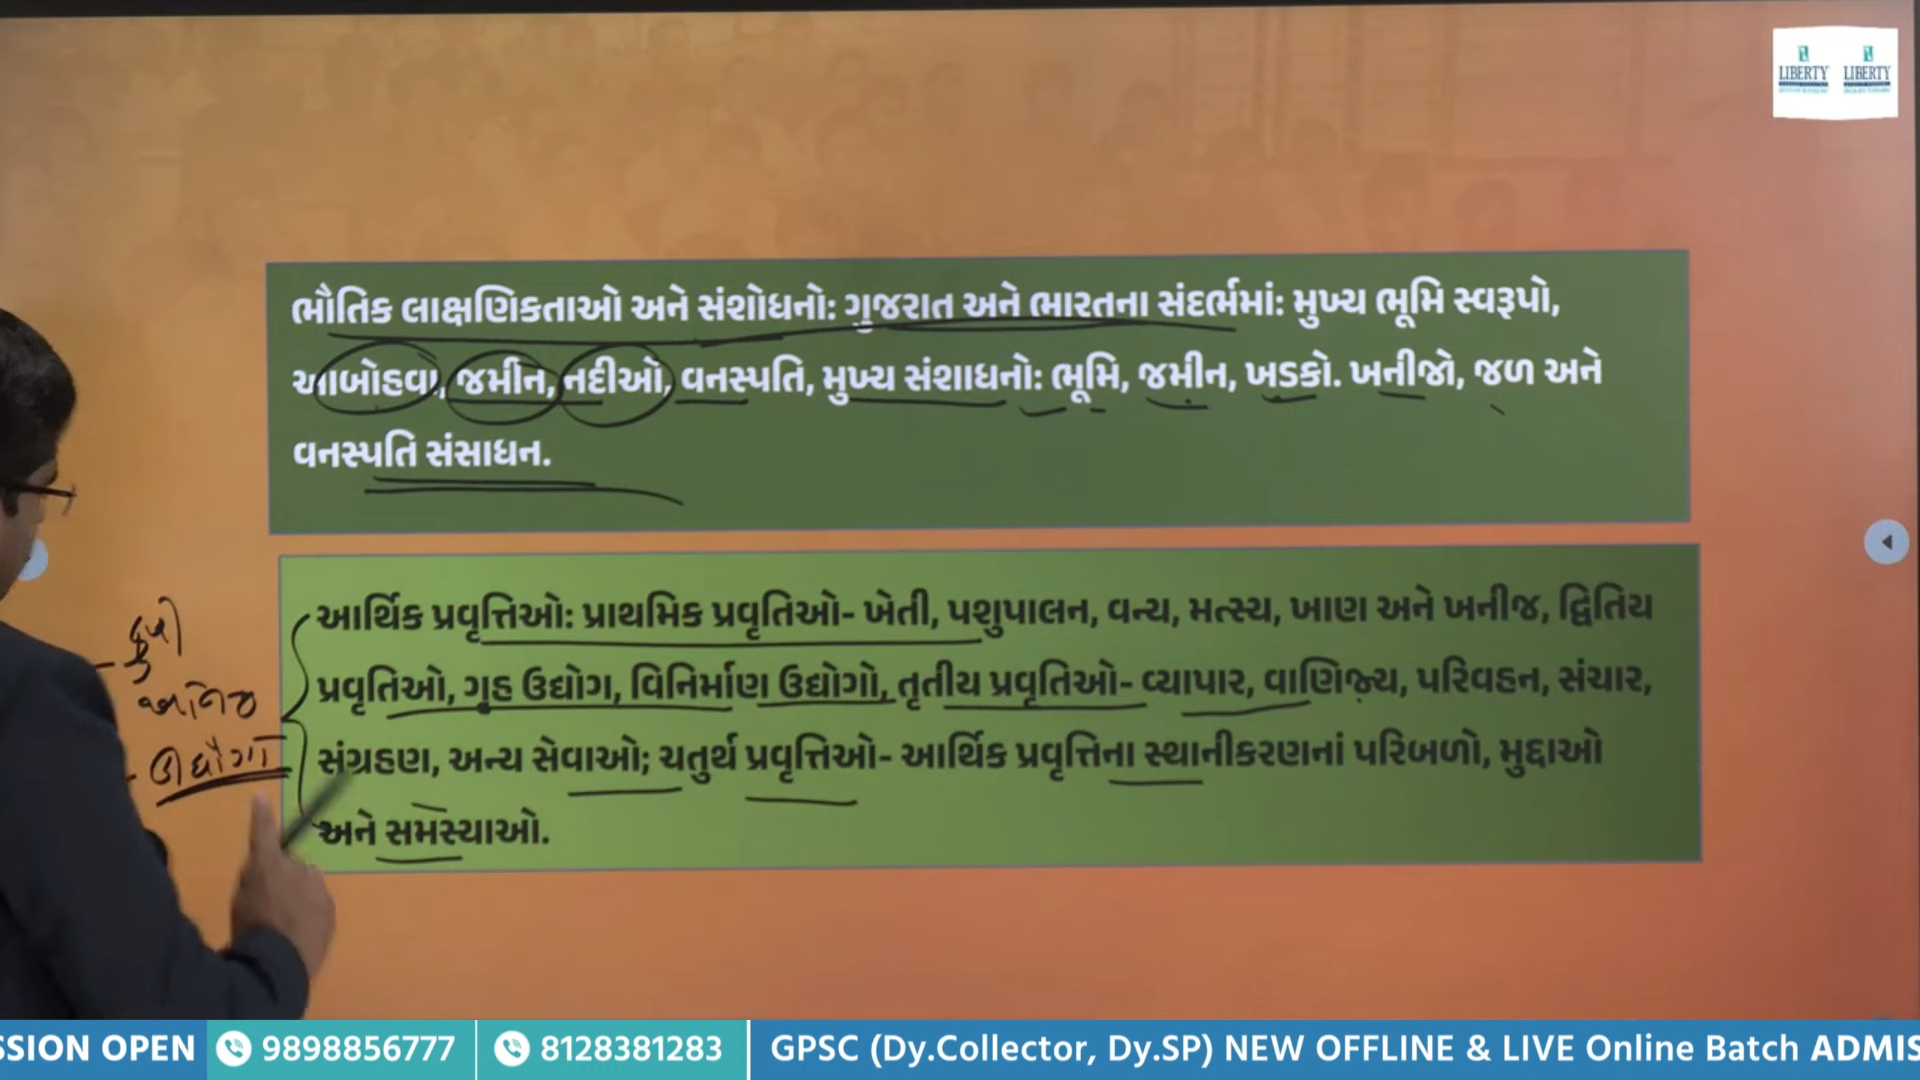 LIBERTY LIBERTY
ભૌતિક લાક્ષણિકતાઓ અને સંશોધનો: ગુજરાત અને ભારતના સંદર્ભમાં: મુખ્ય ભૂમિ સ્વરૂપો,
આબોહવા, જમીન, નદીઓ, વનસ્પતિ, મુખ્ય સંશાધનો: ભૂમિ, જમીન, ખડકો. ખનીજો, જળ અને
વનસ્પતિ સંસાધન.
આર્થિક પ્રવૃત્તિઓ: પ્રાથમિક પ્રવૃતિઓ- ખેતી, પશુપાલન, વન્ય, મત્સ્ય, ખાણ અને ખનીજ, દ્વિતિય
પ્રવૃતિઓ, ગૃહ ઉદ્યોગ, વિનિર્માણ ઉદ્યોગો, તૃતીય પ્રવૃતિઓ- વ્યાપાર, વાણિજ્ય, પરિવહન, સંચાર,
સંગ્રહણ, અન્ય સેવાઓ; ચતુર્થ પ્રવૃત્તિઓ- આર્થિક પ્રવૃત્તિના સ્થાનીકરણનાં પરિબળો, મુદ્દાઓ
અને સમસ્યાઓ.
SSION OPEN 9898856777 8128381283 GPSC (Dy.Collector, Dy.SP) NEW OFFLINE & LIVE Online Batch ADMIS